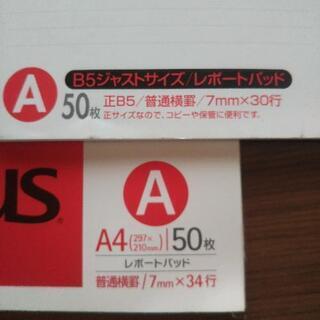 A
B5ジャストサイズ/レポートパッド
50枚 正B5/普通横罫/7mm×30行
正サイズなので、コピーや保管に便利です。
us®
A
A4(297×210mm) 50枚
レポートパッド
普通横罫/7mm×34行